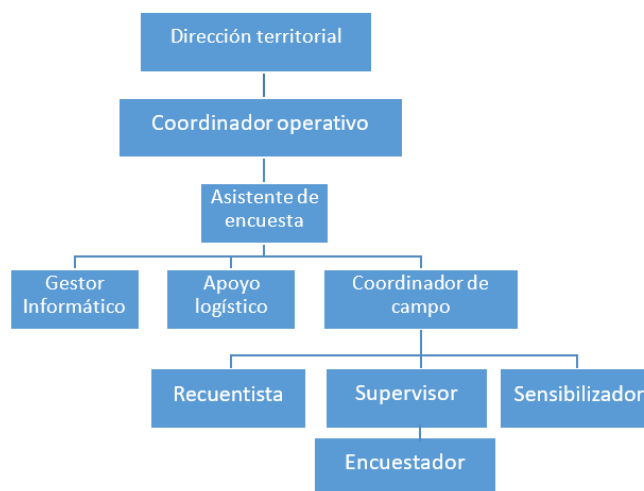 Dirección territorial
Coordinador operativo
Asistente de
encuesta
Gestor
Informático
Apoyo
logístico
Coordinador de
campo
Recuentista
Supervisor
Sensibilizador
Encuestador